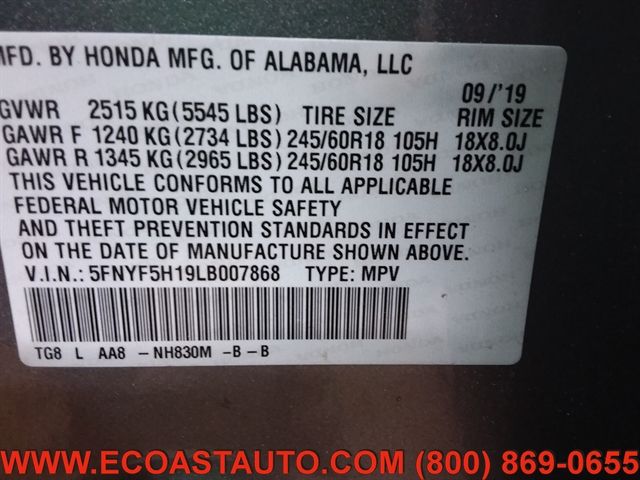 MFD. BY HONDA MFG. OF ALABAMA, LLC
09/'19
GVWR 2515 KG(5545 LBS) TIRE SIZE RIM SIZE
GAWR F 1240 KG(2734 LBS) 245/60R18 105H 18X8.0J
GAWR R 1345 KG(2965 LBS) 245/60R18 105H 18X8.0J
THIS VEHICLE CONFORMS TO ALL APPLICABLE
FEDERAL MOTOR VEHICLE SAFETY
AND THEFT PREVENTION STANDARDS IN EFFECT
ON THE DATE OF MANUFACTURE SHOWN ABOVE.
V.I.N.: 5FNYF5H19LB007868 TYPE: MPV
TG8 L AA8 -NH830M -B-B
WWW.ECOASTAUTO.COM (800) 869-0655